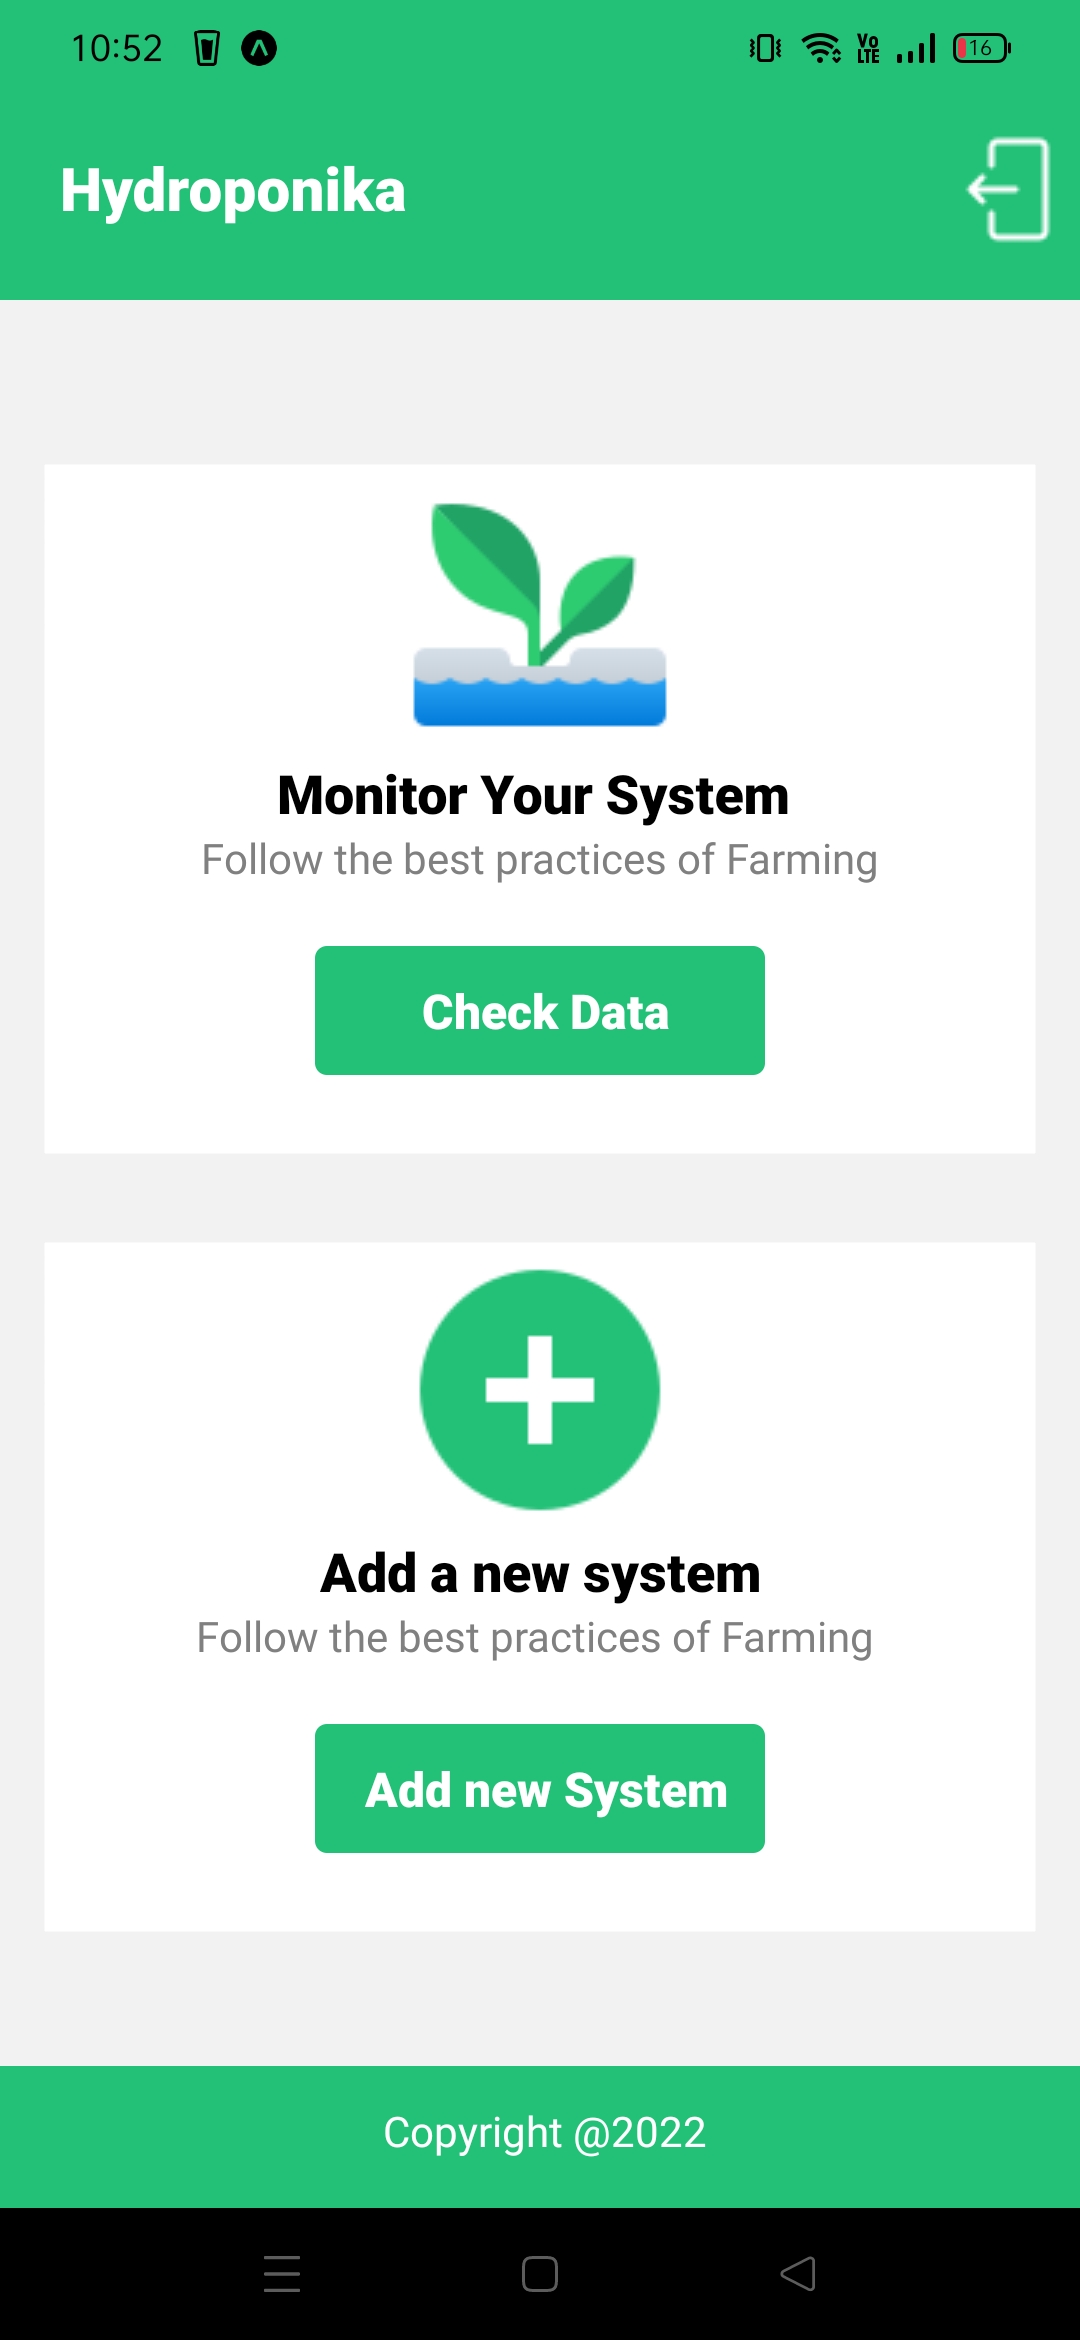 10:52
Vo
LTE
16
Hydroponika
Monitor Your System
Follow the best practices of Farming
Check Data
Add a new system
Follow the best practices of Farming
Add new System
Copyright @2022